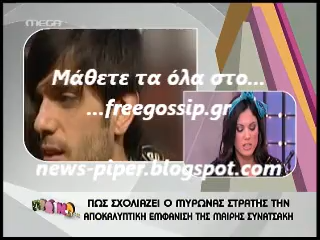 MEGA
Μάθετε τα όλα στο...
...freegossip.gr
news-piper.blogspot.com
ΠΩΣ ΣΧΟΛΙΑΖΕΙ Ο ΜΥΡΩΝΑΣ ΣΤΡΑΤΗΣ ΤΗΝ
ΑΠΟΚΑΛΥΠΤΙΚΗ ΕΜΦΑΝΙΣΗ ΤΗΣ ΜΑΙΡΗΣ ΣΥΝΑΤΣΑΚΗ